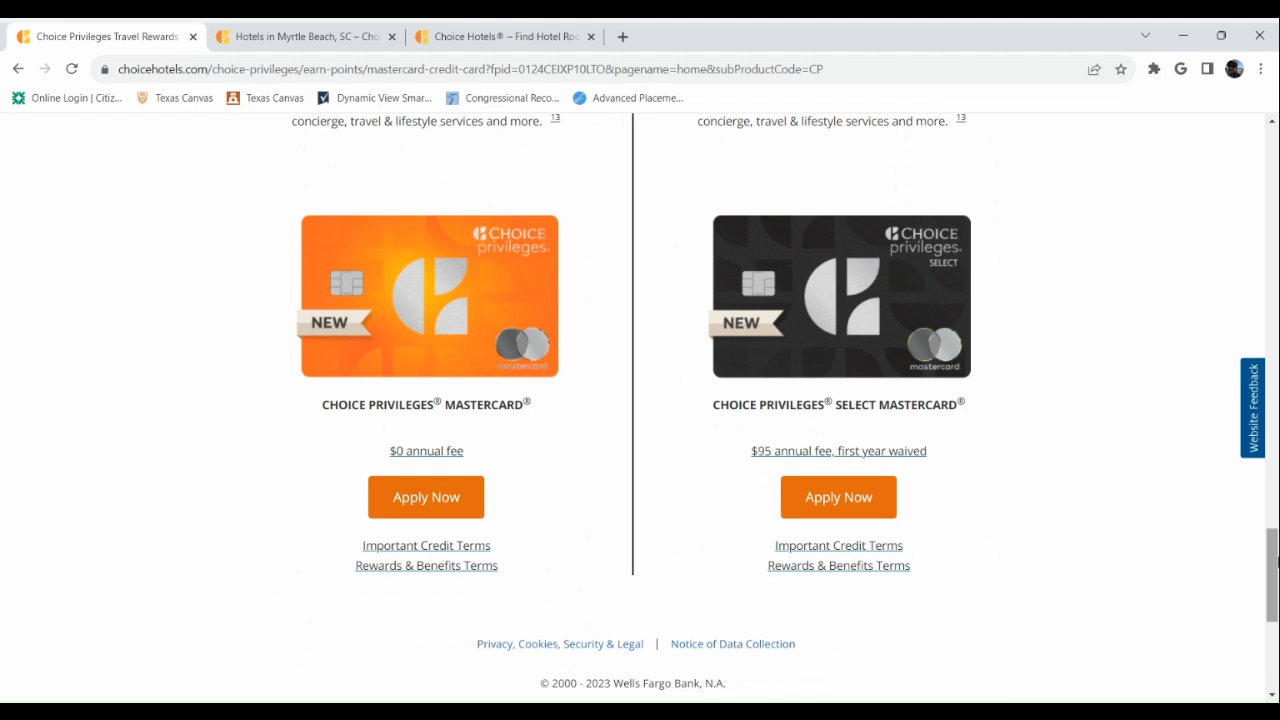 Choice Privileges Travel Rewards
Hotels in Myrtle Beach, SC – Cho
Choice Hotels® – Find Hotel Roo
choicehotels.com/choice-privileges/earn-points/mastercard-credit-card?fpid=0124CEIXP10LTO&pagename=home&subProductCode=CP
Online Login | Citiz...
Texas Canvas
Texas Canvas
Dynamic View Smar...
Congressional Reco...
Advanced Placeme...
concierge, travel & lifestyle services and more. 13
concierge, travel & lifestyle services and more. 13
CHOICE
privileges
NEW
mastercard
CHOICE
privileges
SELECT
NEW
mastercard
CHOICE PRIVILEGES® MASTERCARD®
CHOICE PRIVILEGES® SELECT MASTERCARD®
$0 annual fee
$95 annual fee, first year waived
Apply Now
Apply Now
Important Credit Terms
Important Credit Terms
Rewards & Benefits Terms
Rewards & Benefits Terms
Website Feedback
Privacy, Cookies, Security & Legal | Notice of Data Collection
© 2000 - 2023 Wells Fargo Bank, N.A.